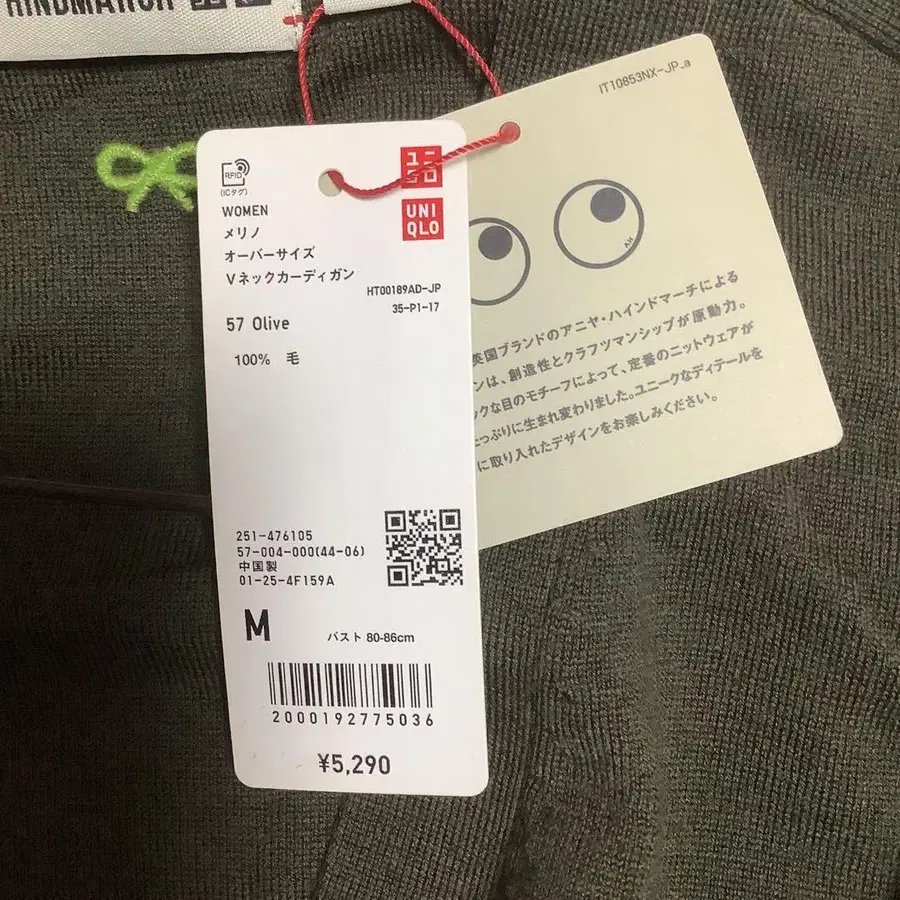 HINDMARCH
IT10853NX-JP_a
RFID
(ICタグ)
ユニ
クロ
UNI
QLO
WOMEN
メリノ
オーバーサイズ
Vネックカーディガン
HT00189AD-JP
35-P1-17
57 Olive
100% 毛
251-476105
57-004-000(44-06)
中国製
01-25-4F159A
M
バスト 80-86cm
2000192775036
¥5,290
AH
英国ブランドのアニヤ・ハインドマーチによる
ンは、創造性とクラフツマンシップが原動力。
ックな目のモチーフによって、定番のニットウェアが
たっぷりに生まれ変わりました。ユニークなディテールを
に取り入れたデザインをお楽しみください。